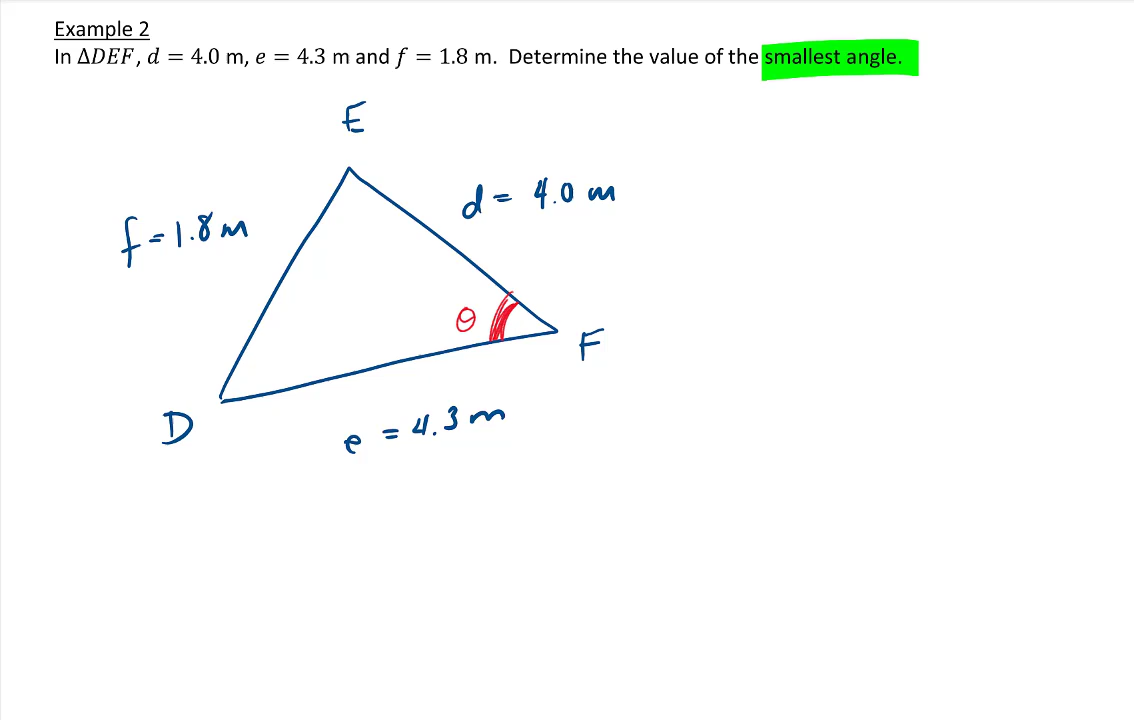 Example 2
In ΔDEF, d = 4.0 m, e = 4.3 m and f = 1.8 m. Determine the value of the smallest angle.
E
d = 4.0 m
f = 1.8 m
θ
F
D
e = 4.3 m